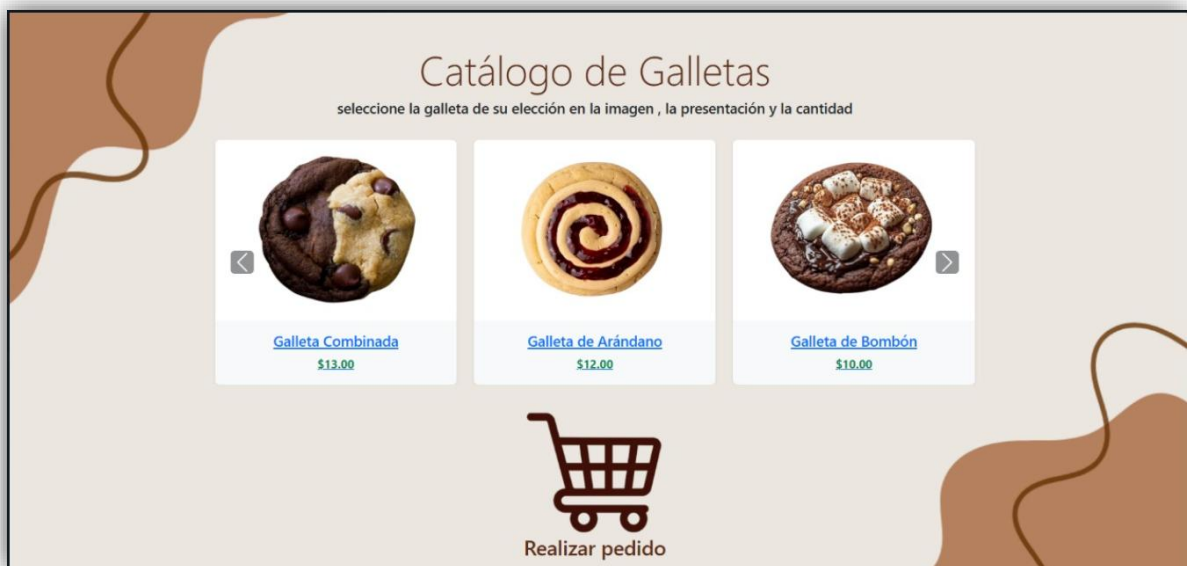 Catálogo de Galletas
seleccione la galleta de su elección en la imagen , la presentación y la cantidad
Galleta Combinada
$13.00
Galleta de Arándano
$12.00
Galleta de Bombón
$10.00
Realizar pedido